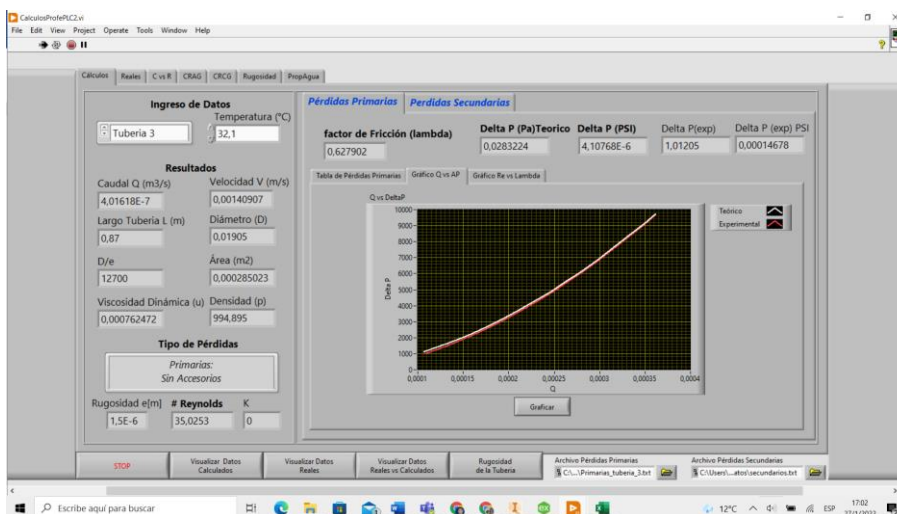 CalculosProfePLC2.vi
File Edit View Project Operate Tools Window Help
Cálculos Reales C vs R CRAG CRCG Rugosidad PropAgua
Ingreso de Datos
Temperatura (°C)
Tuberia 3
32,1
Resultados
Caudal Q (m3/s) Velocidad V (m/s)
4,01618E-7 0,00140907
Largo Tuberia L (m) Diámetro (D)
0,87 0,01905
D/e Área (m2)
12700 0,000285023
Viscosidad Dinámica (u) Densidad (p)
0,000762472 994,895
Tipo de Pérdidas
Primarias:
Sin Accesorios
Rugosidad e[m] # Reynolds K
1,5E-6 35,0253 0
Pérdidas Primarias Perdidas Secundarias
factor de Fricción (lambda) Delta P (Pa)Teorico Delta P (PSI) Delta P(exp) Delta P (exp) PSI
0,627902 0,0283224 4,10768E-6 1,01205 0,00014678
Tabla de Pérdidas Primarias Gráfico Q vs AP Gráfico Re vs Lambda
Q vs DeltaP
10000
9000
8000
7000
6000
5000
4000
3000
2000
1000
0
Delta P
0,0001 0,00015 0,0002 0,00025 0,0003 0,00035 0,0004
Q
Teórico
Experimental
Graficar
STOP
Visualizar Datos
Calculados
Visualizar Datos
Reales
Visualizar Datos
Reales vs Calculados
Rugosidad
de la Tuberia
Archivo Pérdidas Primarias
C:\...\Primarias_tuberia_3.txt
Archivo Pérdidas Secundarias
C:\Users\...atos\secundarios.txt
Escribe aquí para buscar
12°C ESP 17:02